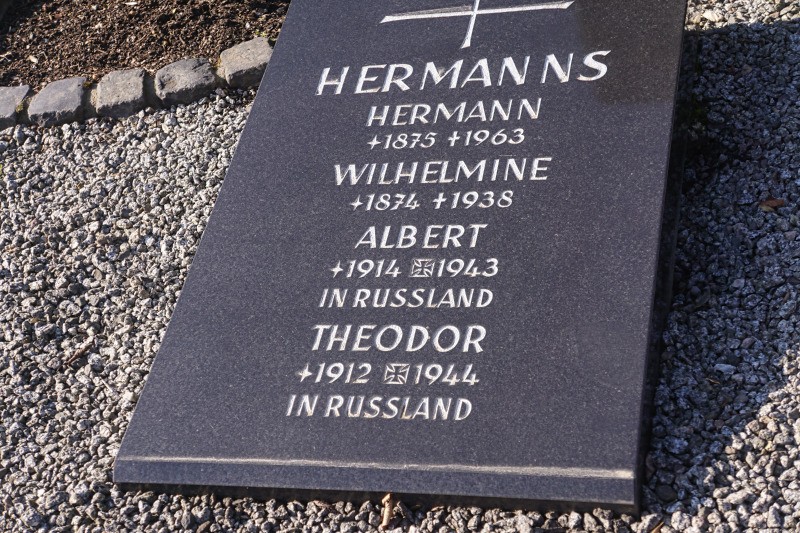 HERMANNS
HERMANN
✦1875 ✝1963
WILHELMINE
✦1874 ✝1938
ALBERT
✦1914 ✠1943
IN RUSSLAND
THEODOR
✦1912 ✠1944
IN RUSSLAND